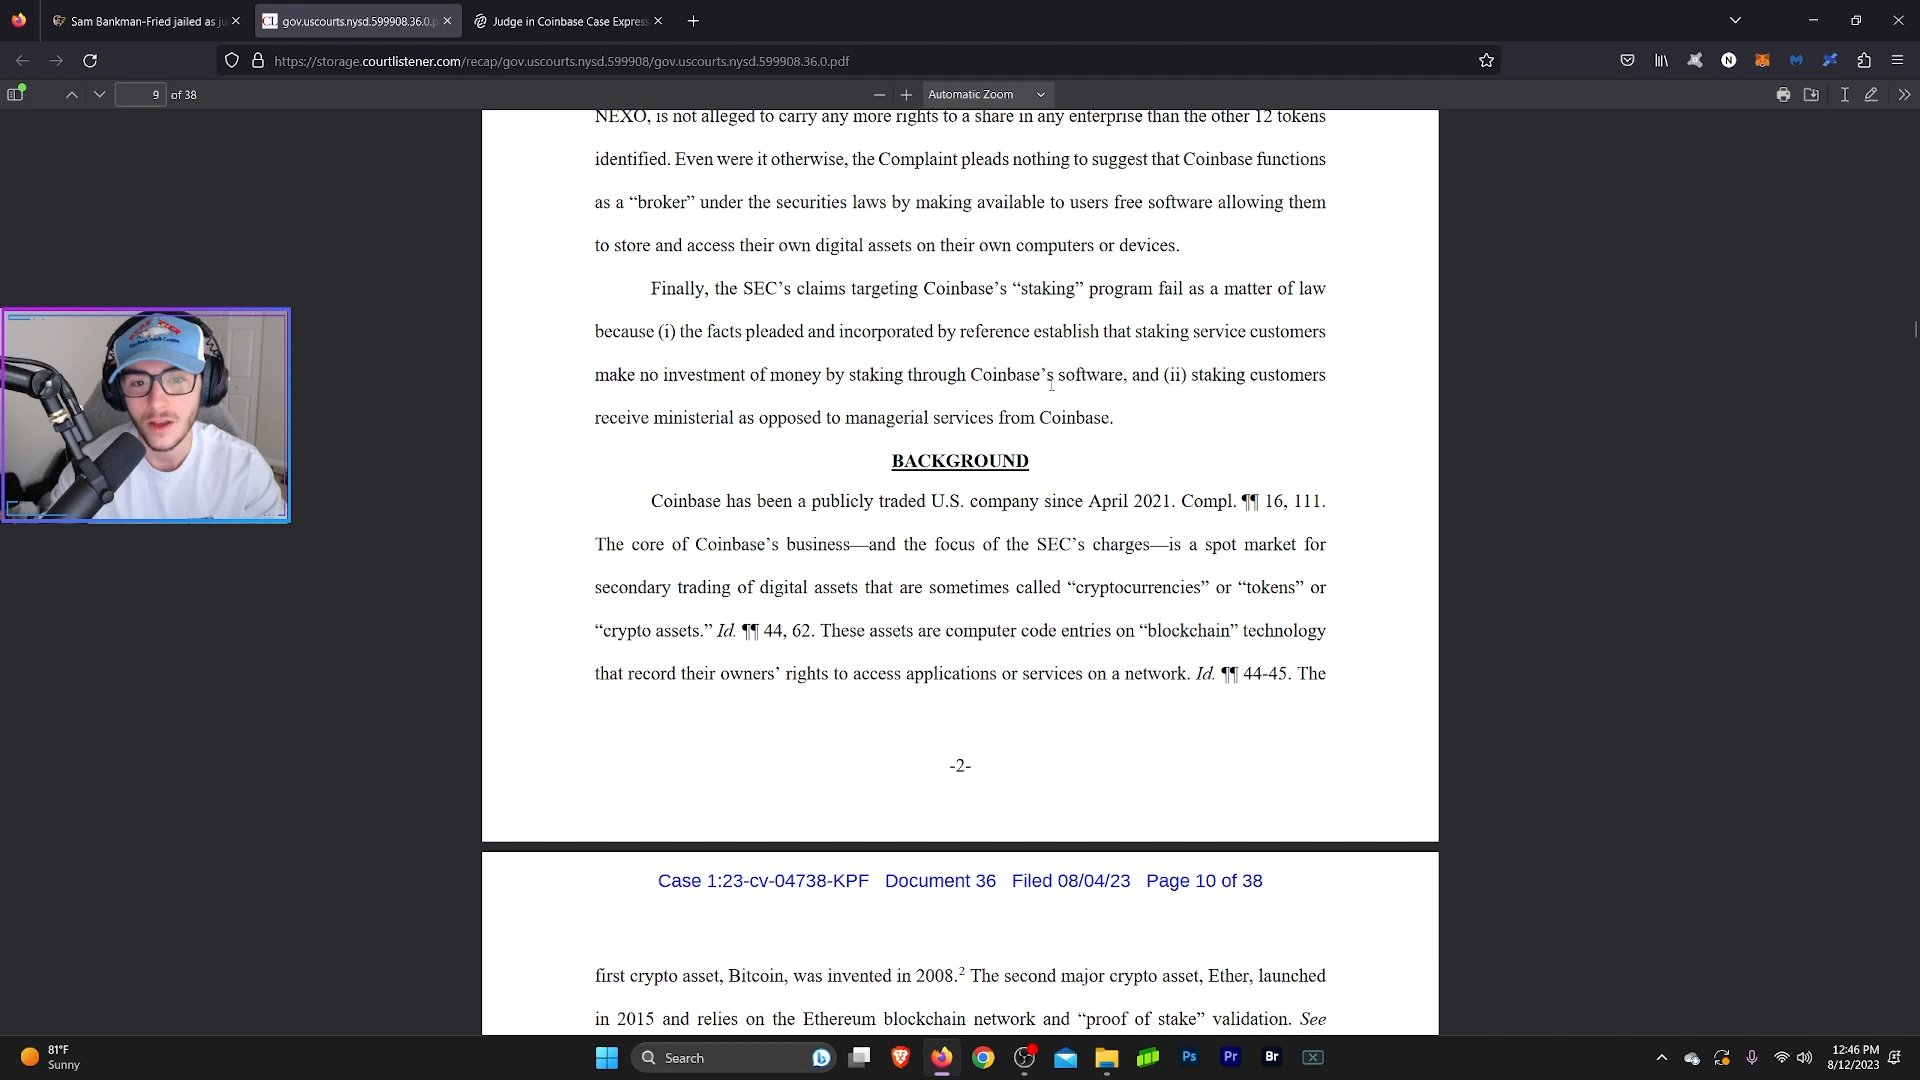 Sam Bankman-Fried jailed as ju
gov.uscourts.nysd.599908.36.0.p
Judge in Coinbase Case Express
https://storage.courtlistener.com/recap/gov.uscourts.nysd.599908/gov.uscourts.nysd.599908.36.0.pdf
9 of 38
Automatic Zoom
NEXO, is not alleged to carry any more rights to a share in any enterprise than the other 12 tokens
identified. Even were it otherwise, the Complaint pleads nothing to suggest that Coinbase functions
as a “broker” under the securities laws by making available to users free software allowing them
to store and access their own digital assets on their own computers or devices.
Finally, the SEC’s claims targeting Coinbase’s “staking” program fail as a matter of law
because (i) the facts pleaded and incorporated by reference establish that staking service customers
make no investment of money by staking through Coinbase’s software, and (ii) staking customers
receive ministerial as opposed to managerial services from Coinbase.
BACKGROUND
Coinbase has been a publicly traded U.S. company since April 2021. Compl. ¶¶ 16, 111.
The core of Coinbase’s business—and the focus of the SEC’s charges—is a spot market for
secondary trading of digital assets that are sometimes called “cryptocurrencies” or “tokens” or
“crypto assets.” Id. ¶¶ 44, 62. These assets are computer code entries on “blockchain” technology
that record their owners’ rights to access applications or services on a network. Id. ¶¶ 44-45. The
-2-
Case 1:23-cv-04738-KPF Document 36 Filed 08/04/23 Page 10 of 38
first crypto asset, Bitcoin, was invented in 2008.2 The second major crypto asset, Ether, launched
in 2015 and relies on the Ethereum blockchain network and “proof of stake” validation. See
81°F
Sunny
Search
Ps
Pr
Br
12:46 PM
8/12/2023